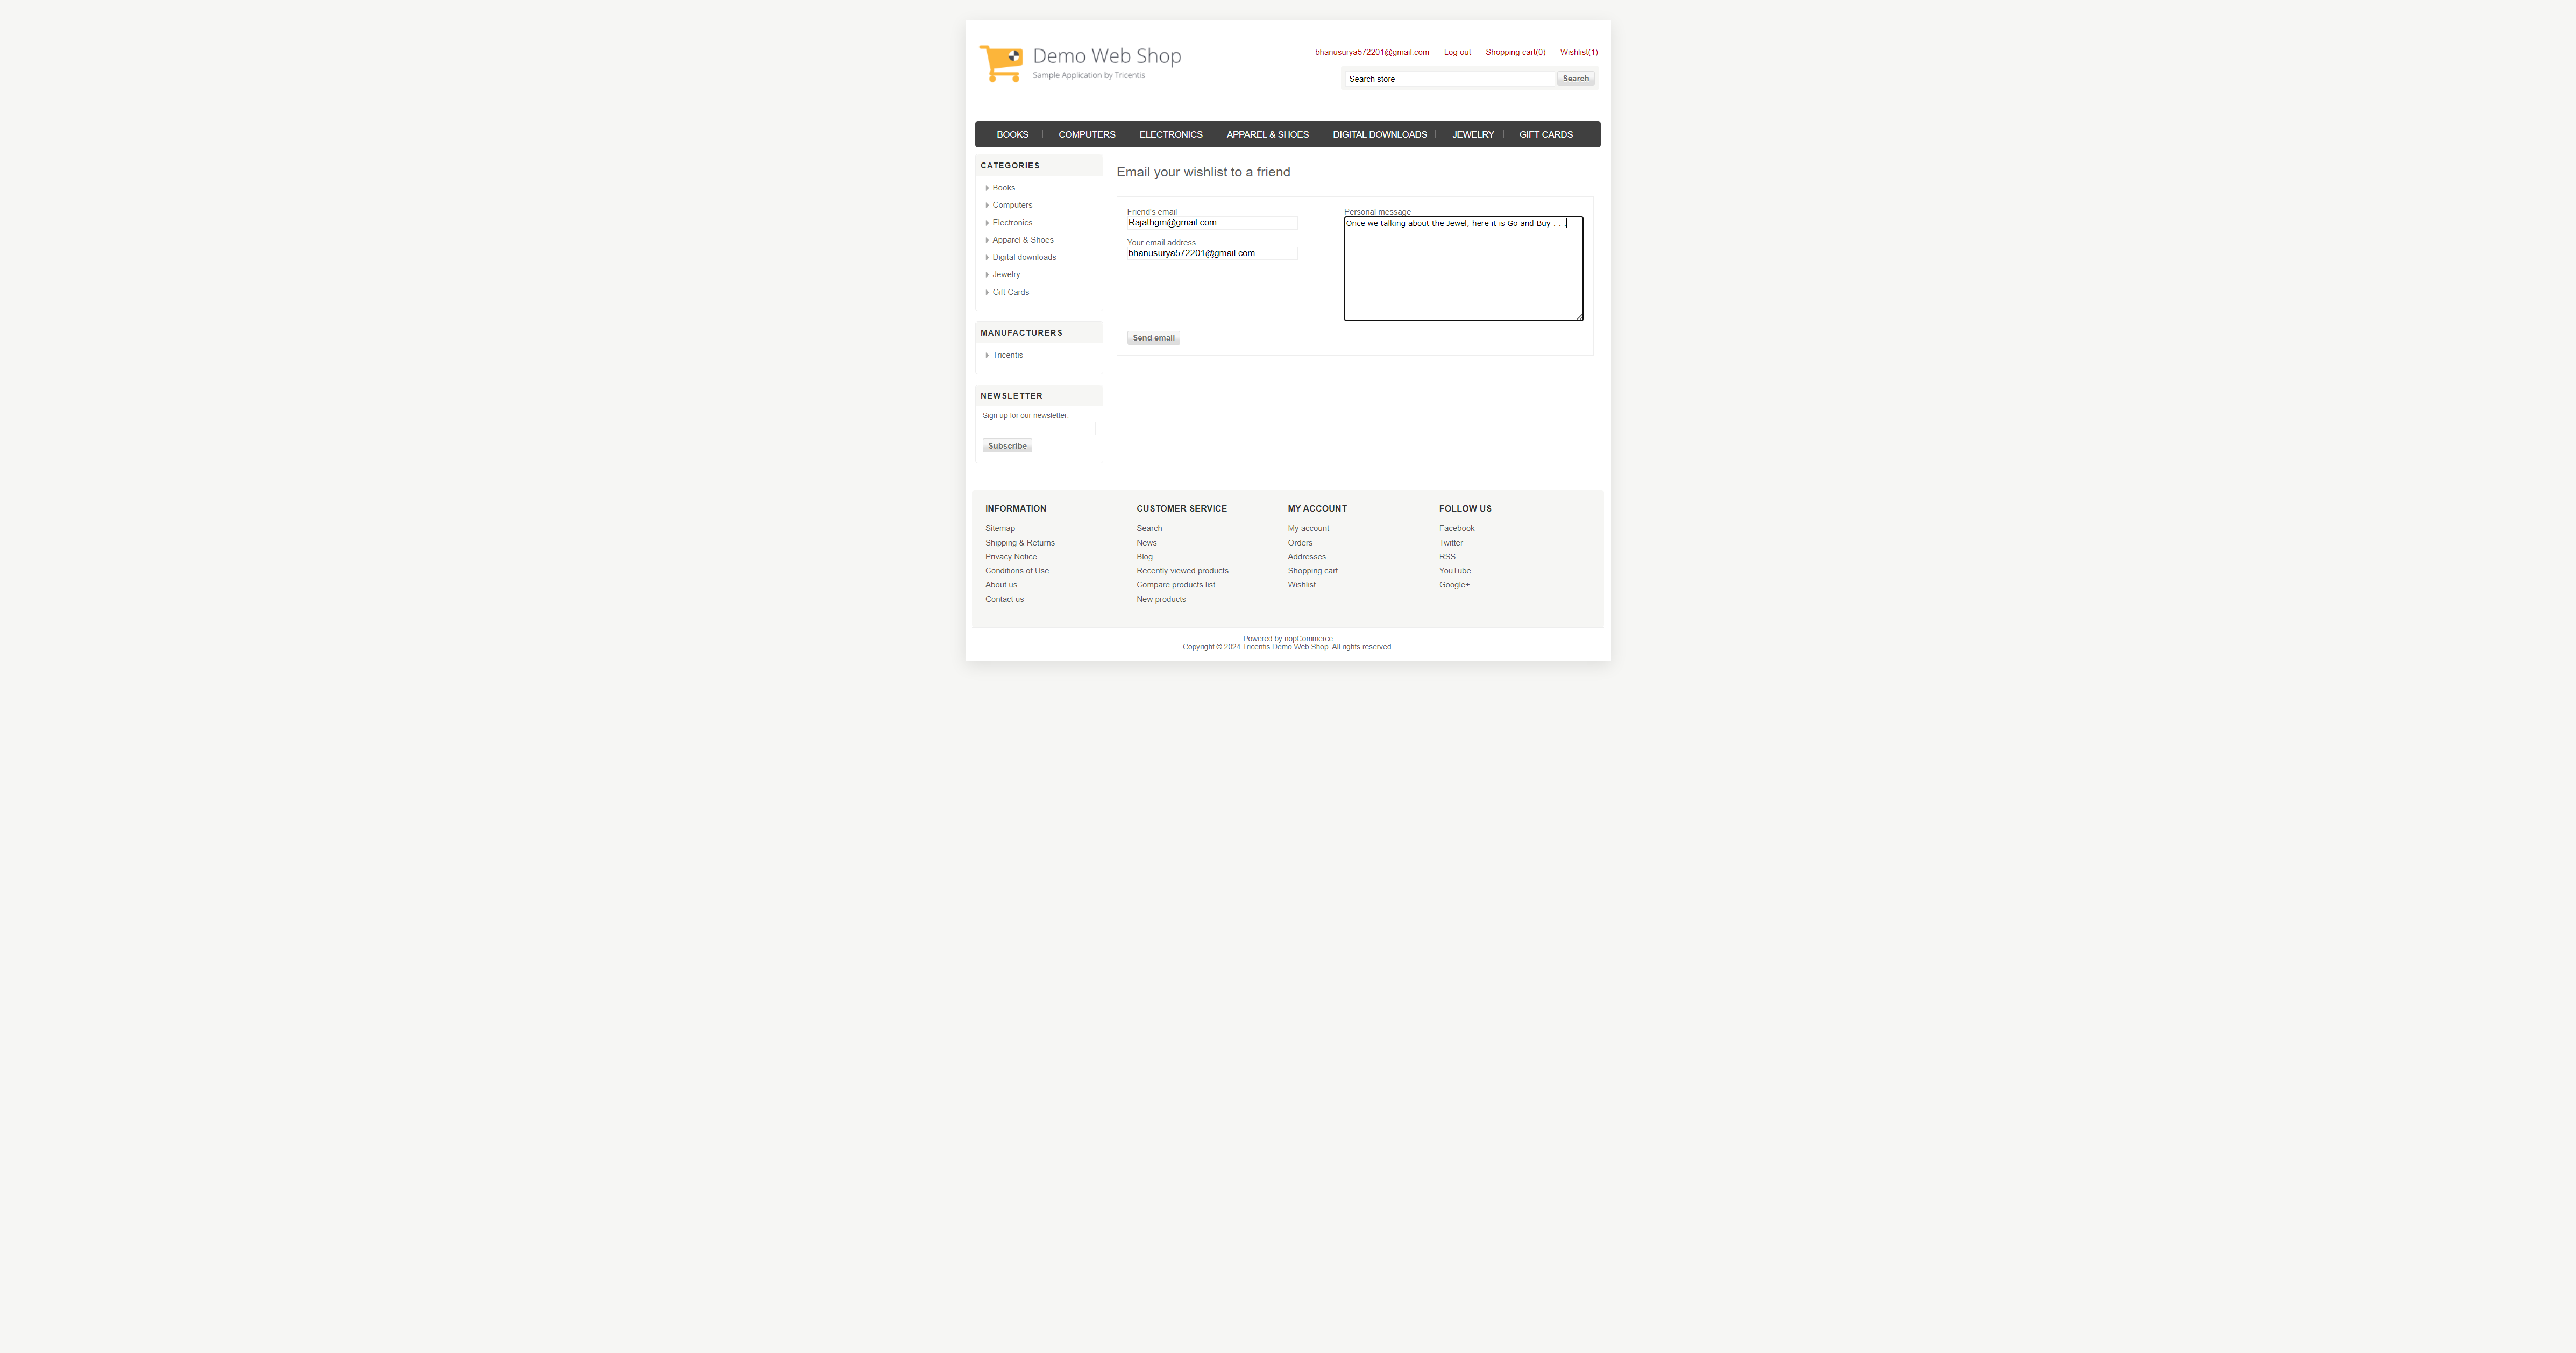 Demo Web Shop
Sample Application by Tricentis
bhanusurya572201@gmail.com Log out Shopping cart(0) Wishlist(1)
Search store Search
BOOKS COMPUTERS ELECTRONICS APPAREL & SHOES DIGITAL DOWNLOADS JEWELRY GIFT CARDS
CATEGORIES
Books
Computers
Electronics
Apparel & Shoes
Digital downloads
Jewelry
Gift Cards
MANUFACTURERS
Tricentis
NEWSLETTER
Sign up for our newsletter:
Subscribe
Email your wishlist to a friend
Friend's email
Rajathgm@gmail.com
Your email address
bhanusurya572201@gmail.com
Personal message
Once we talking about the Jewel, here it is Go and Buy . . .
Send email
INFORMATION
Sitemap
Shipping & Returns
Privacy Notice
Conditions of Use
About us
Contact us
CUSTOMER SERVICE
Search
News
Blog
Recently viewed products
Compare products list
New products
MY ACCOUNT
My account
Orders
Addresses
Shopping cart
Wishlist
FOLLOW US
Facebook
Twitter
RSS
YouTube
Google+
Powered by nopCommerce
Copyright © 2024 Tricentis Demo Web Shop. All rights reserved.